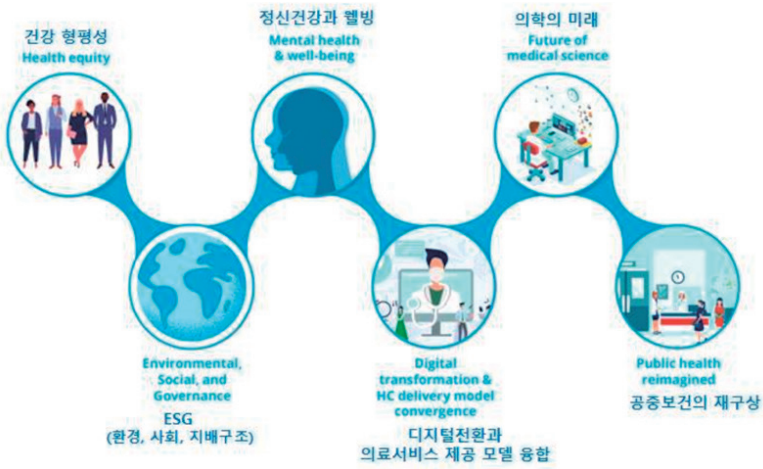 건강 형평성
Health equity
정신건강과 웰빙
Mental health
& well-being
의학의 미래
Future of
medical science
Environmental,
Social, and
Governance
ESG
(환경, 사회, 지배구조)
Digital
transformation &
HC delivery model
convergence
디지털전환과
의료서비스 제공 모델 융합
Public health
reimagined
공중보건의 재구상